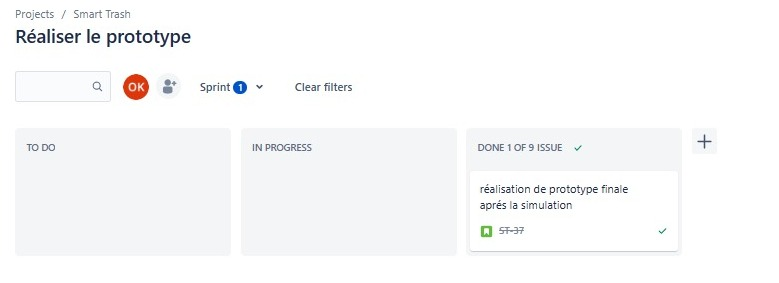 Projects / Smart Trash
Réaliser le prototype
OK
Sprint 1
Clear filters
TO DO
IN PROGRESS
DONE 1 OF 9 ISSUE
réalisation de prototype finale
aprés la simulation
ST-37